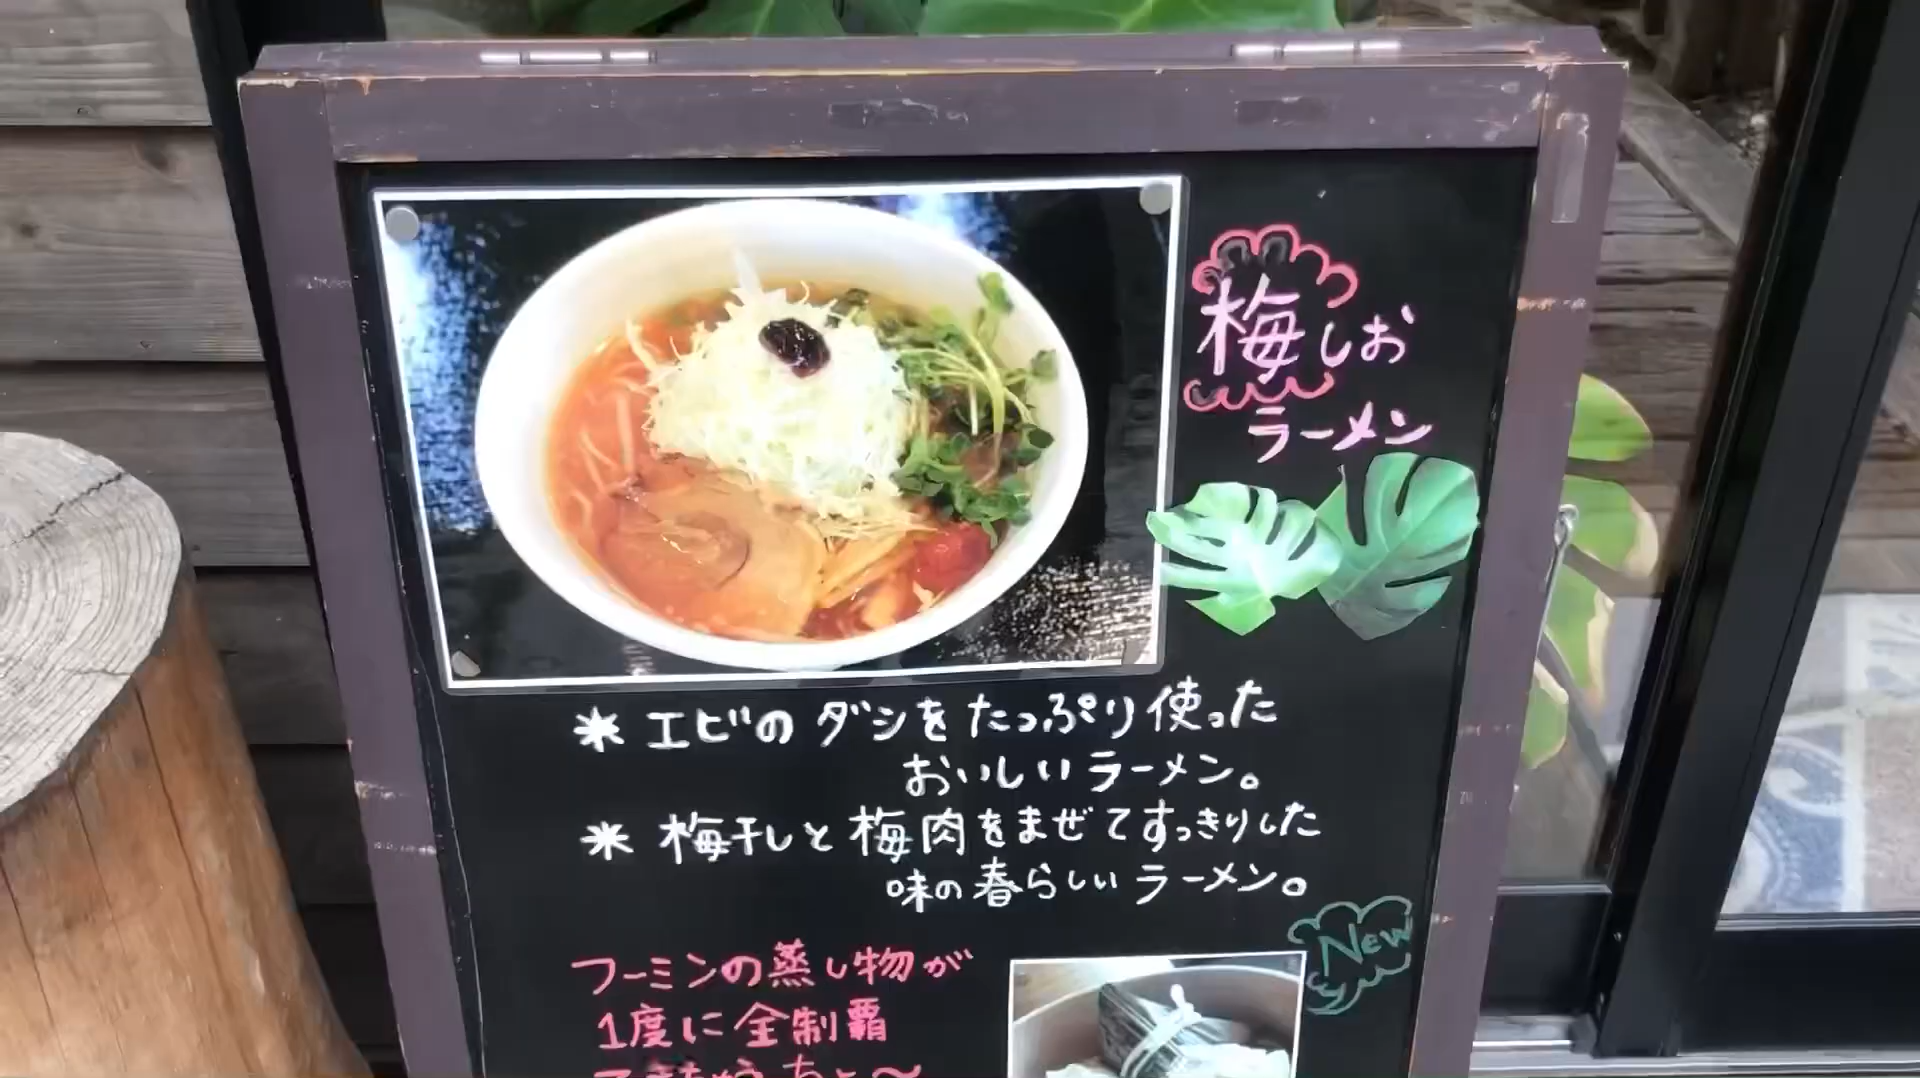 梅しお
ラーメン
* エビのダシをたっぷり使った
おいしいラーメン。
* 梅干しと梅肉をまぜてすっきりした
味の春らしいラーメン。
NEW
フーミンの蒸し物が
1度に全制覇